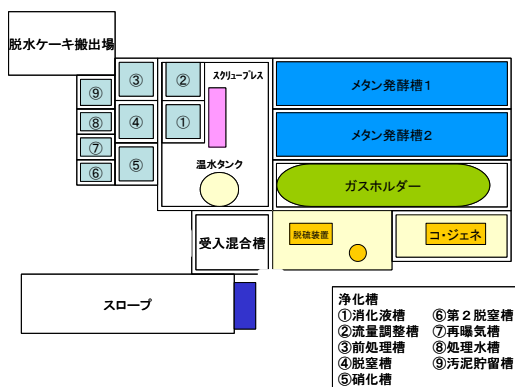 脱水ケーキ搬出場
⑨
⑧
⑦
⑥
③
④
⑤
②
①
スクリュープレス
温水タンク
メタン発酵槽1
メタン発酵槽2
ガスホルダー
受入混合槽
脱硫装置
コ・ジェネ
スロープ
浄化槽
①消化液槽 ⑥第2脱窒槽
②流量調整槽 ⑦再曝気槽
③前処理槽 ⑧処理水槽
④脱窒槽 ⑨汚泥貯留槽
⑤硝化槽